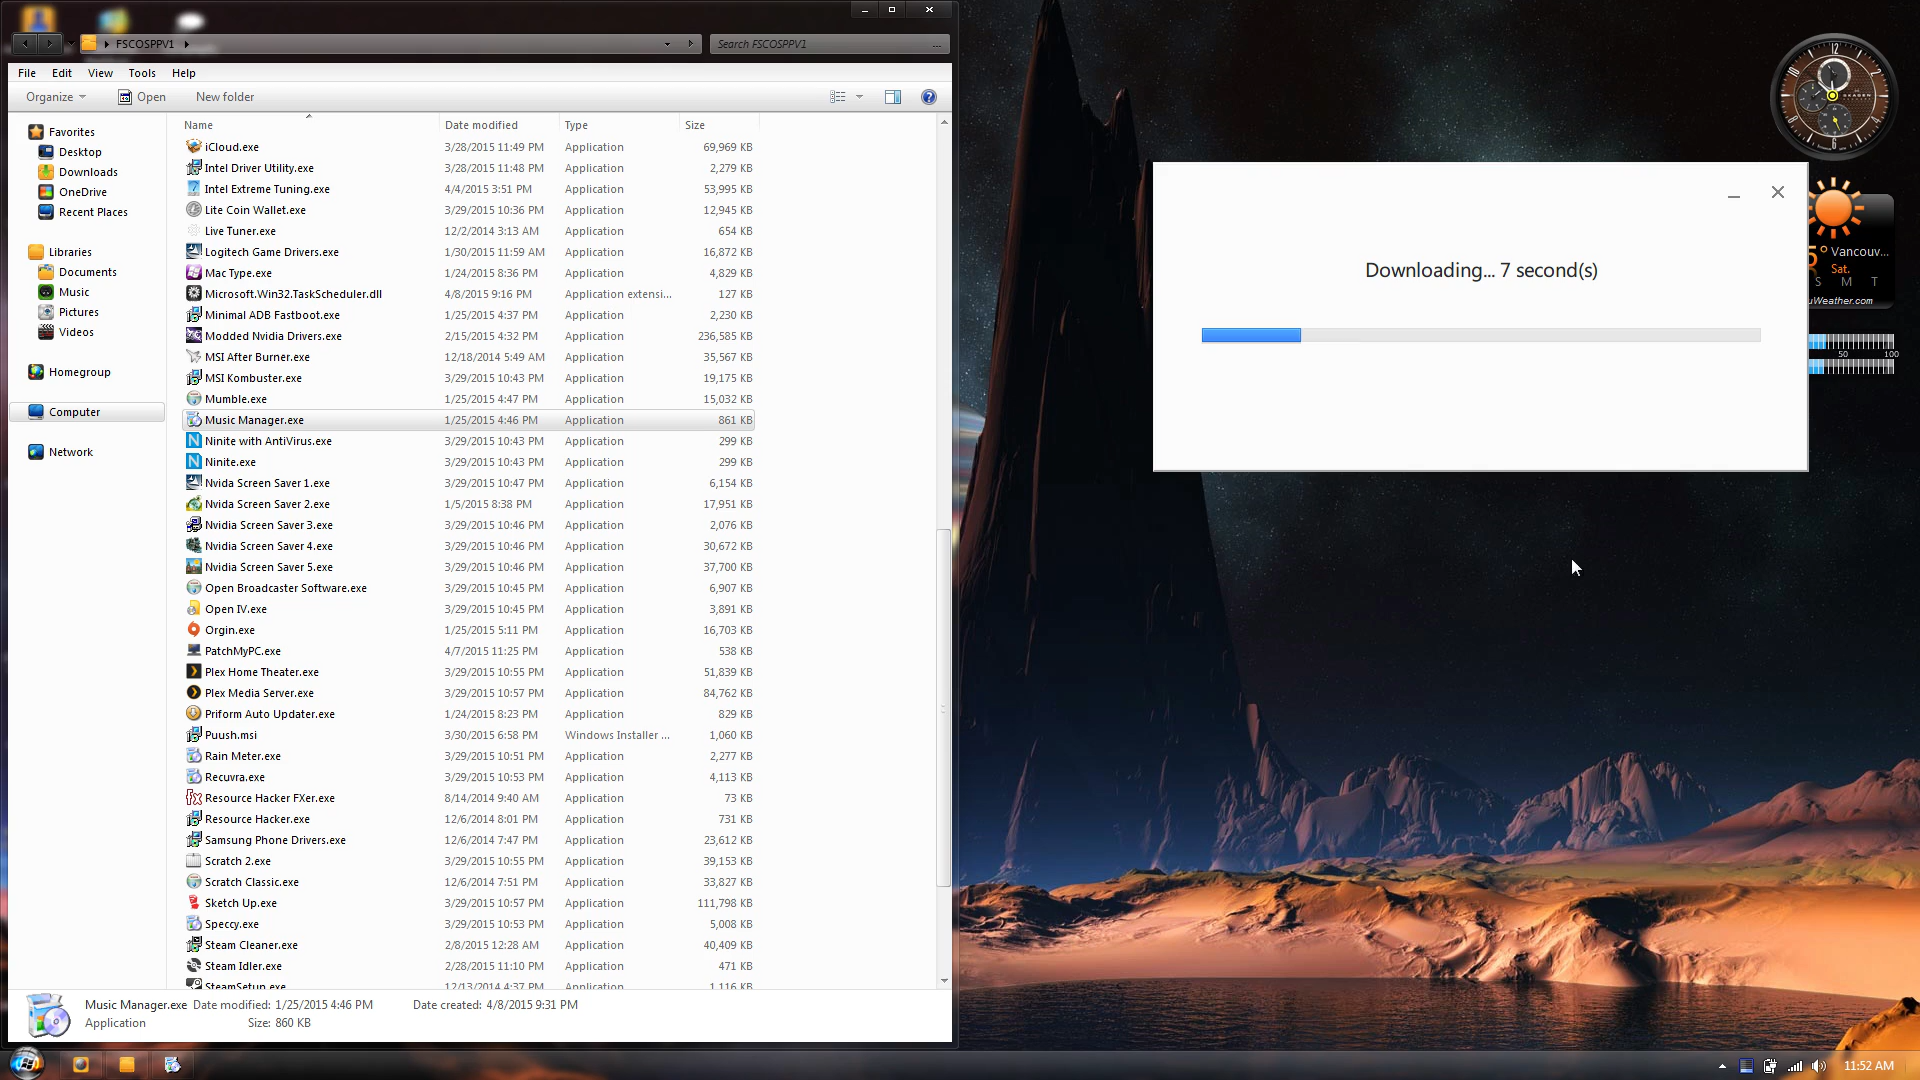 FSCOSPPV1
Search FSCOSPPV1
File Edit View Tools Help
Organize Open New folder
Favorites
Desktop
Downloads
OneDrive
Recent Places
Libraries
Documents
Music
Pictures
Videos
Homegroup
Computer
Network
Name Date modified Type Size
iCloud.exe 3/28/2015 11:49 PM Application 69,969 KB
Intel Driver Utility.exe 3/28/2015 11:48 PM Application 2,279 KB
Intel Extreme Tuning.exe 4/4/2015 3:51 PM Application 53,995 KB
Lite Coin Wallet.exe 3/29/2015 10:36 PM Application 12,945 KB
Live Tuner.exe 12/2/2014 3:13 AM Application 654 KB
Logitech Game Drivers.exe 1/30/2015 11:59 AM Application 16,872 KB
Mac Type.exe 1/24/2015 8:36 PM Application 4,829 KB
Microsoft.Win32.TaskScheduler.dll 4/8/2015 9:16 PM Application extensi... 127 KB
Minimal ADB Fastboot.exe 1/25/2015 4:37 PM Application 2,230 KB
Modded Nvidia Drivers.exe 2/15/2015 4:32 PM Application 236,585 KB
MSI After Burner.exe 12/18/2014 5:49 AM Application 35,567 KB
MSI Kombuster.exe 3/29/2015 10:43 PM Application 19,175 KB
Mumble.exe 1/25/2015 4:47 PM Application 15,032 KB
Music Manager.exe 1/25/2015 4:46 PM Application 861 KB
Ninite with AntiVirus.exe 3/29/2015 10:43 PM Application 299 KB
Ninite.exe 3/29/2015 10:43 PM Application 299 KB
Nvida Screen Saver 1.exe 3/29/2015 10:47 PM Application 6,154 KB
Nvida Screen Saver 2.exe 1/5/2015 8:38 PM Application 17,951 KB
Nvidia Screen Saver 3.exe 3/29/2015 10:46 PM Application 2,076 KB
Nvidia Screen Saver 4.exe 3/29/2015 10:46 PM Application 30,672 KB
Nvidia Screen Saver 5.exe 3/29/2015 10:46 PM Application 37,700 KB
Open Broadcaster Software.exe 3/29/2015 10:45 PM Application 6,907 KB
Open IV.exe 3/29/2015 10:45 PM Application 3,891 KB
Orgin.exe 1/25/2015 5:11 PM Application 16,703 KB
PatchMyPC.exe 4/7/2015 11:25 PM Application 538 KB
Plex Home Theater.exe 3/29/2015 10:55 PM Application 51,839 KB
Plex Media Server.exe 3/29/2015 10:57 PM Application 84,762 KB
Priform Auto Updater.exe 1/24/2015 8:23 PM Application 829 KB
Puush.msi 3/30/2015 6:58 PM Windows Installer ... 1,060 KB
Rain Meter.exe 3/29/2015 10:51 PM Application 2,277 KB
Recuvra.exe 3/29/2015 10:53 PM Application 4,113 KB
Resource Hacker FXer.exe 8/14/2014 9:40 AM Application 73 KB
Resource Hacker.exe 12/6/2014 8:01 PM Application 731 KB
Samsung Phone Drivers.exe 12/6/2014 7:47 PM Application 23,612 KB
Scratch 2.exe 3/29/2015 10:55 PM Application 39,153 KB
Scratch Classic.exe 12/6/2014 7:51 PM Application 33,827 KB
Sketch Up.exe 3/29/2015 10:57 PM Application 111,798 KB
Speccy.exe 3/29/2015 10:53 PM Application 5,008 KB
Steam Cleaner.exe 2/8/2015 12:28 AM Application 40,409 KB
Steam Idler.exe 2/28/2015 11:10 PM Application 471 KB
SteamSetup.exe 12/13/2014 4:37 PM Application 1,116 KB
Music Manager.exe Date modified: 1/25/2015 4:46 PM Date created: 4/8/2015 9:31 PM
Application Size: 860 KB
Downloading... 7 second(s)
12
SKAGEN
5° Vancouv...
Sat.
S M T
uWeather.com
50 100
11:52 AM